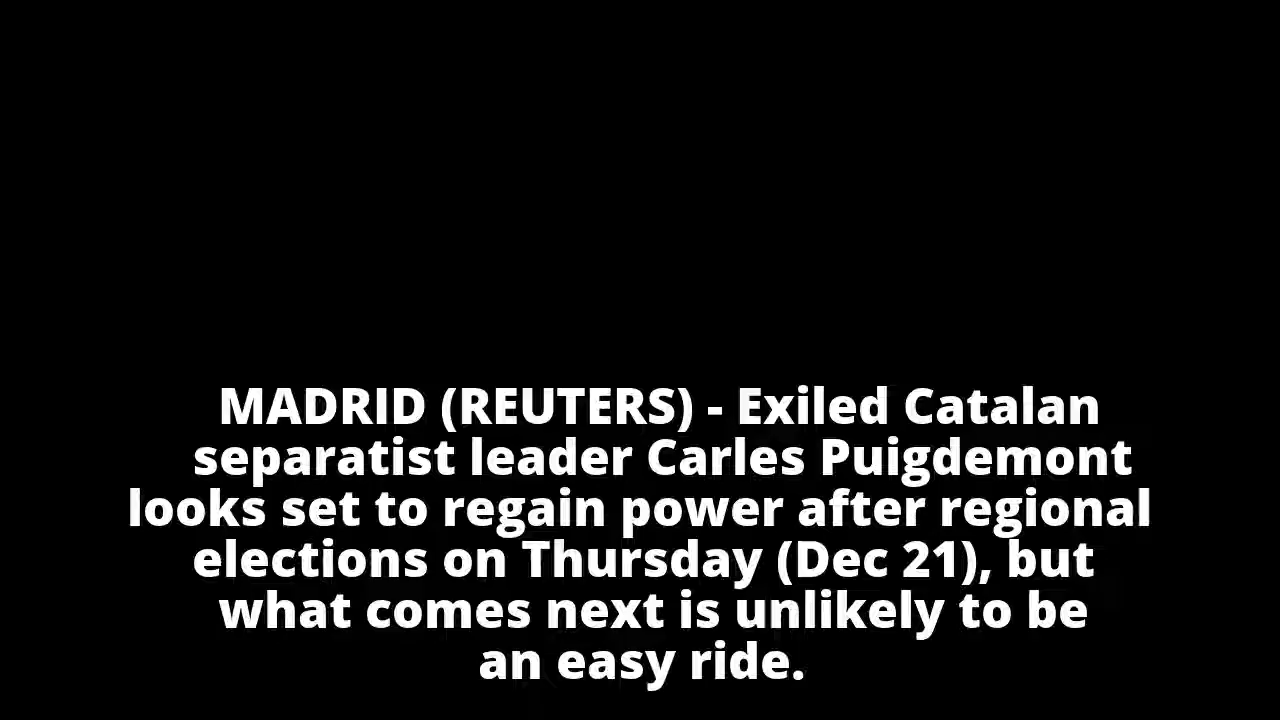 MADRID (REUTERS) - Exiled Catalan
separatist leader Carles Puigdemont
looks set to regain power after regional
elections on Thursday (Dec 21), but
what comes next is unlikely to be
an easy ride.